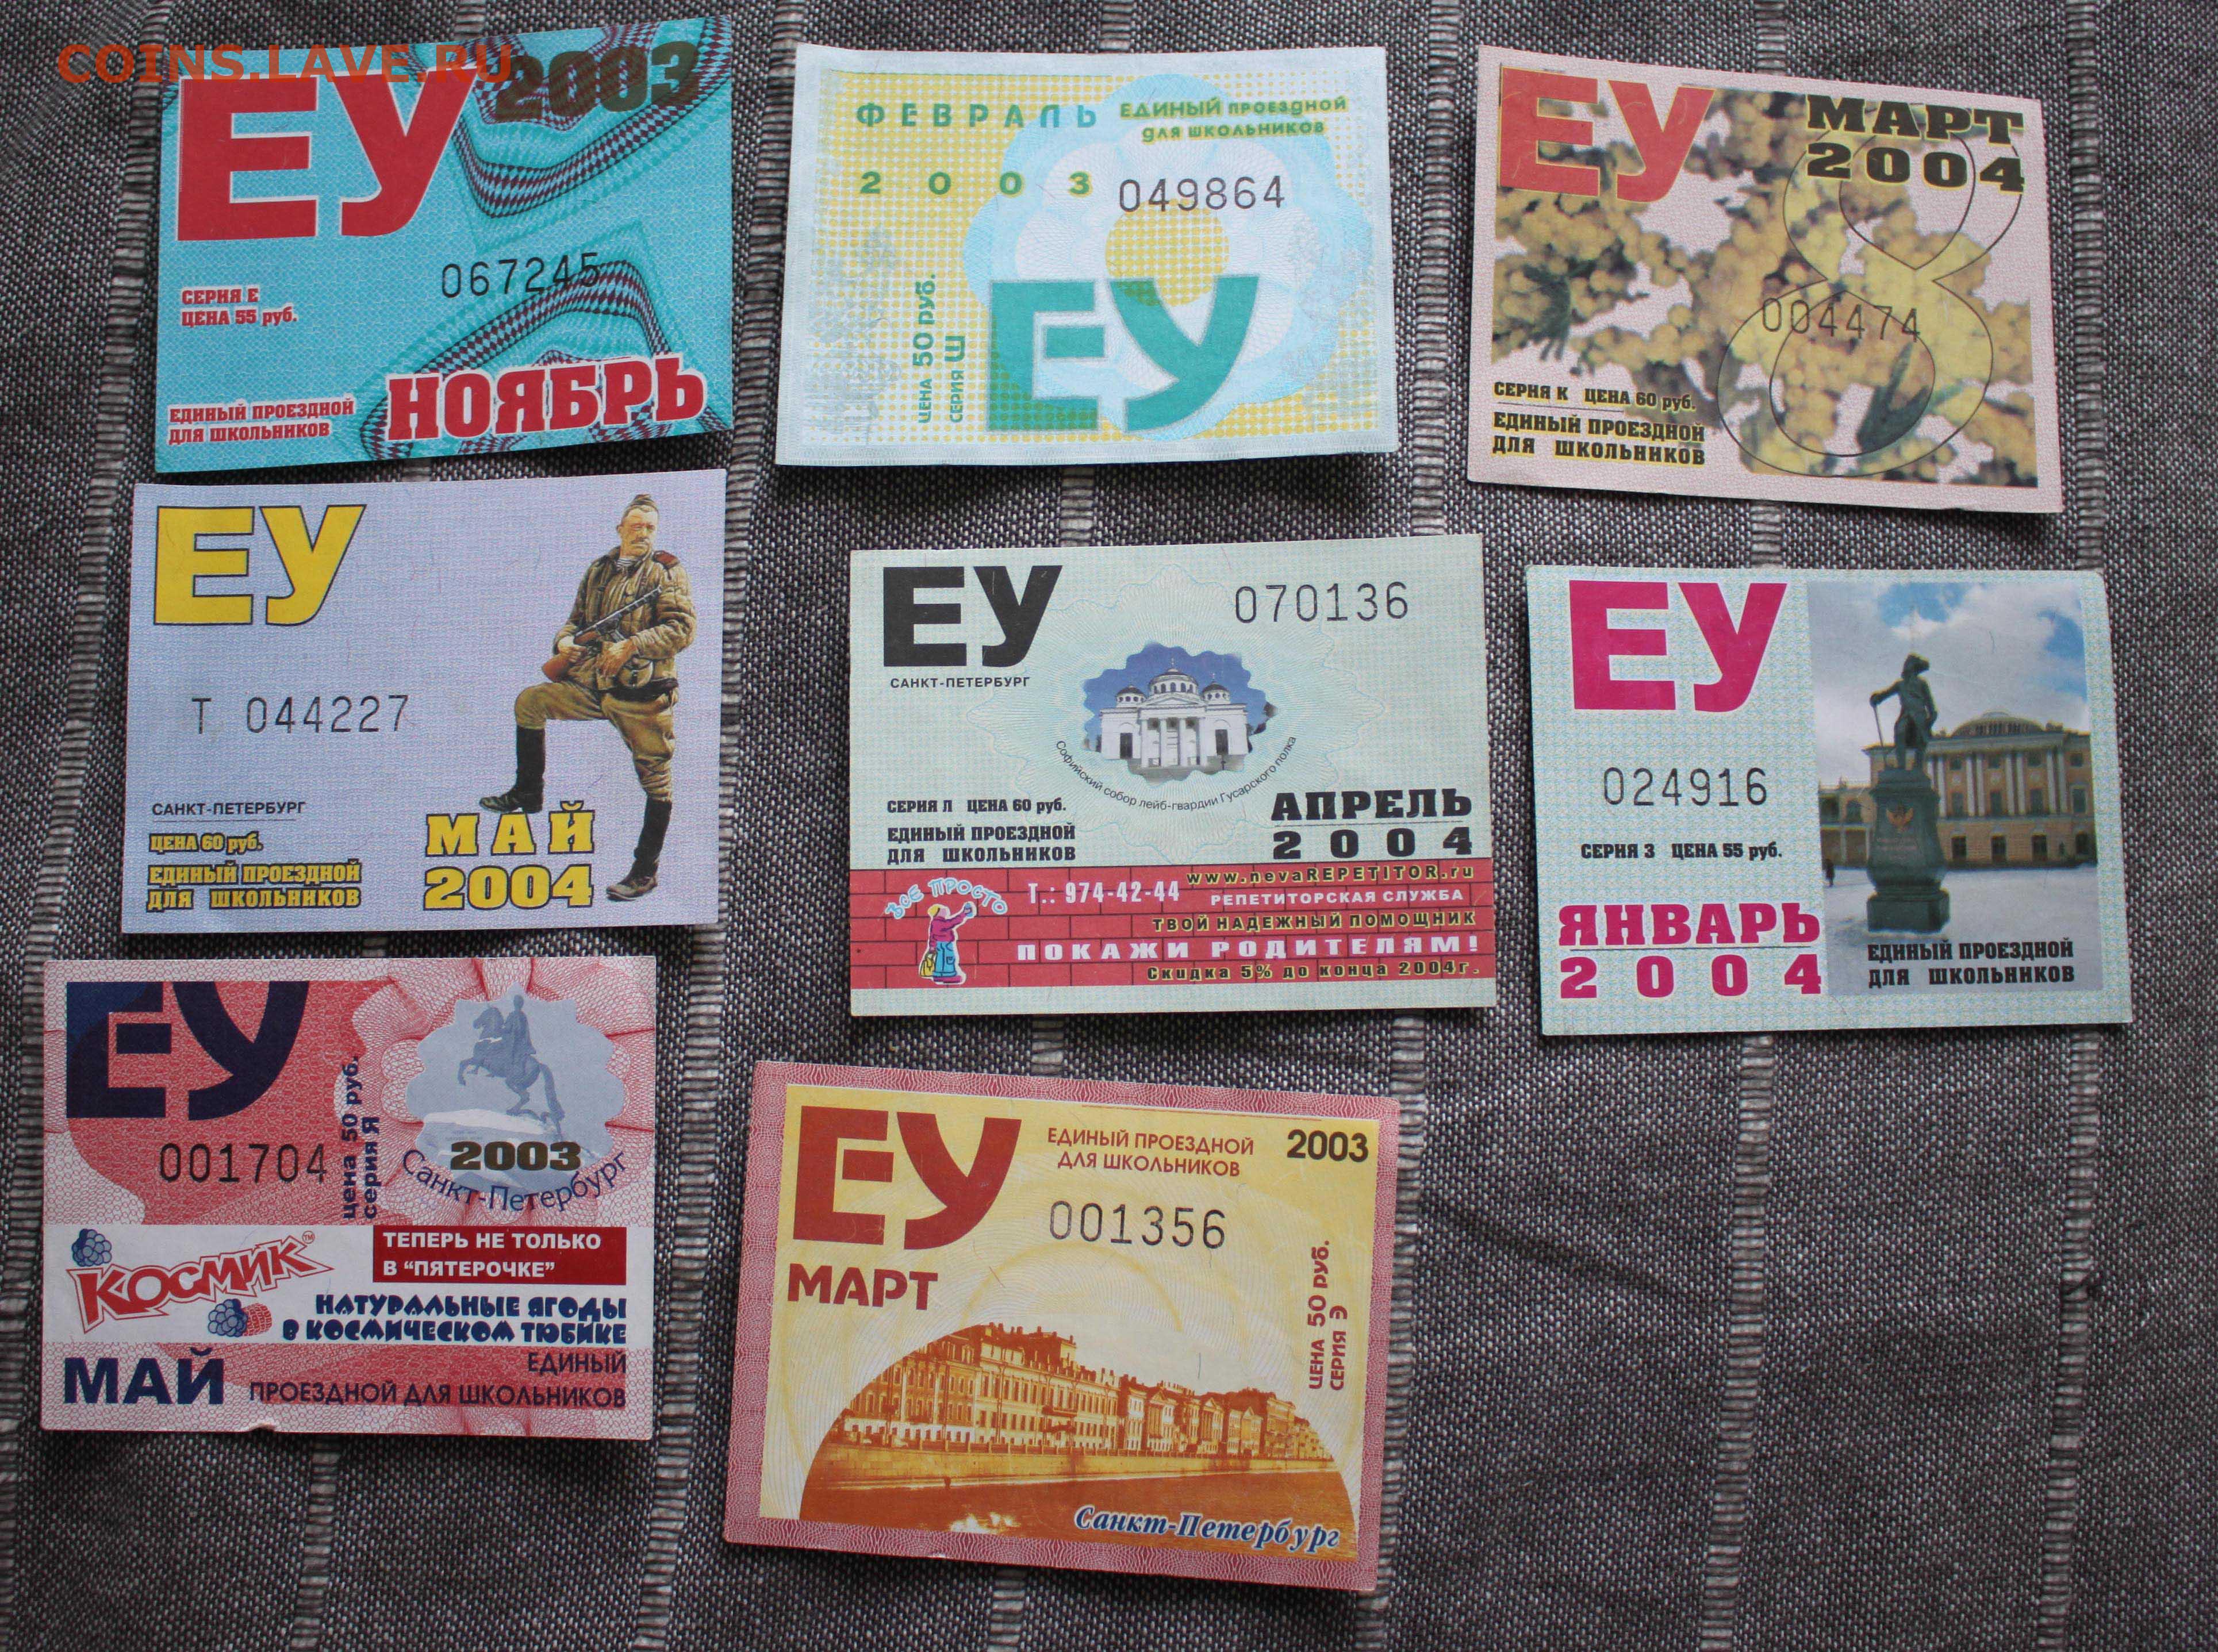 COINS.LAVE.RU
ЕУ 2003
067245
СЕРИЯ Е
ЦЕНА 55 руб.
ЕДИНЫЙ ПРОЕЗДНОЙ
ДЛЯ ШКОЛЬНИКОВ
НОЯБРЬ
ФЕВРАЛЬ
2003
ЕДИНЫЙ ПРОЕЗДНОЙ
ДЛЯ ШКОЛЬНИКОВ
049864
ЦЕНА 50 РУБ.
СЕРИЯ Ш
ЕУ
ЕУ
МАРТ
2004
8
004474
СЕРИЯ К ЦЕНА 60 руб.
ЕДИНЫЙ ПРОЕЗДНОЙ
ДЛЯ ШКОЛЬНИКОВ
ЕУ
Т 044227
САНКТ-ПЕТЕРБУРГ
ЦЕНА 60 руб.
ЕДИНЫЙ ПРОЕЗДНОЙ
ДЛЯ ШКОЛЬНИКОВ
МАЙ
2004
ЕУ
САНКТ-ПЕТЕРБУРГ
070136
Софийский собор лейб-гвардии Гусарского полка
СЕРИЯ Л ЦЕНА 60 руб.
ЕДИНЫЙ ПРОЕЗДНОЙ
ДЛЯ ШКОЛЬНИКОВ
АПРЕЛЬ
2004
ВСЕ ПРОСТО
Т.: 974-42-44
www.nevaREPETITOR.ru
РЕПЕТИТОРСКАЯ СЛУЖБА
ТВОЙ НАДЕЖНЫЙ ПОМОЩНИК
ПОКАЖИ РОДИТЕЛЯМ!
Скидка 5% до конца 2004г.
ЕУ
024916
СЕРИЯ З ЦЕНА 55 руб.
ЯНВАРЬ
2004
ЕДИНЫЙ ПРОЕЗДНОЙ
ДЛЯ ШКОЛЬНИКОВ
ЕУ
001704
цена 50 руб.
серия Я
2003
Санкт-Петербург
КОСМИК™
ТЕПЕРЬ НЕ ТОЛЬКО
В “ПЯТЕРОЧКЕ”
НАТУРАЛЬНЫЕ ЯГОДЫ
В КОСМИЧЕСКОМ ТЮБИКЕ
МАЙ
ЕДИНЫЙ
ПРОЕЗДНОЙ ДЛЯ ШКОЛЬНИКОВ
ЕУ
МАРТ
ЕДИНЫЙ ПРОЕЗДНОЙ
ДЛЯ ШКОЛЬНИКОВ
2003
001356
ЦЕНА 50 РУБ.
СЕРИЯ Э
Санкт-Петербург